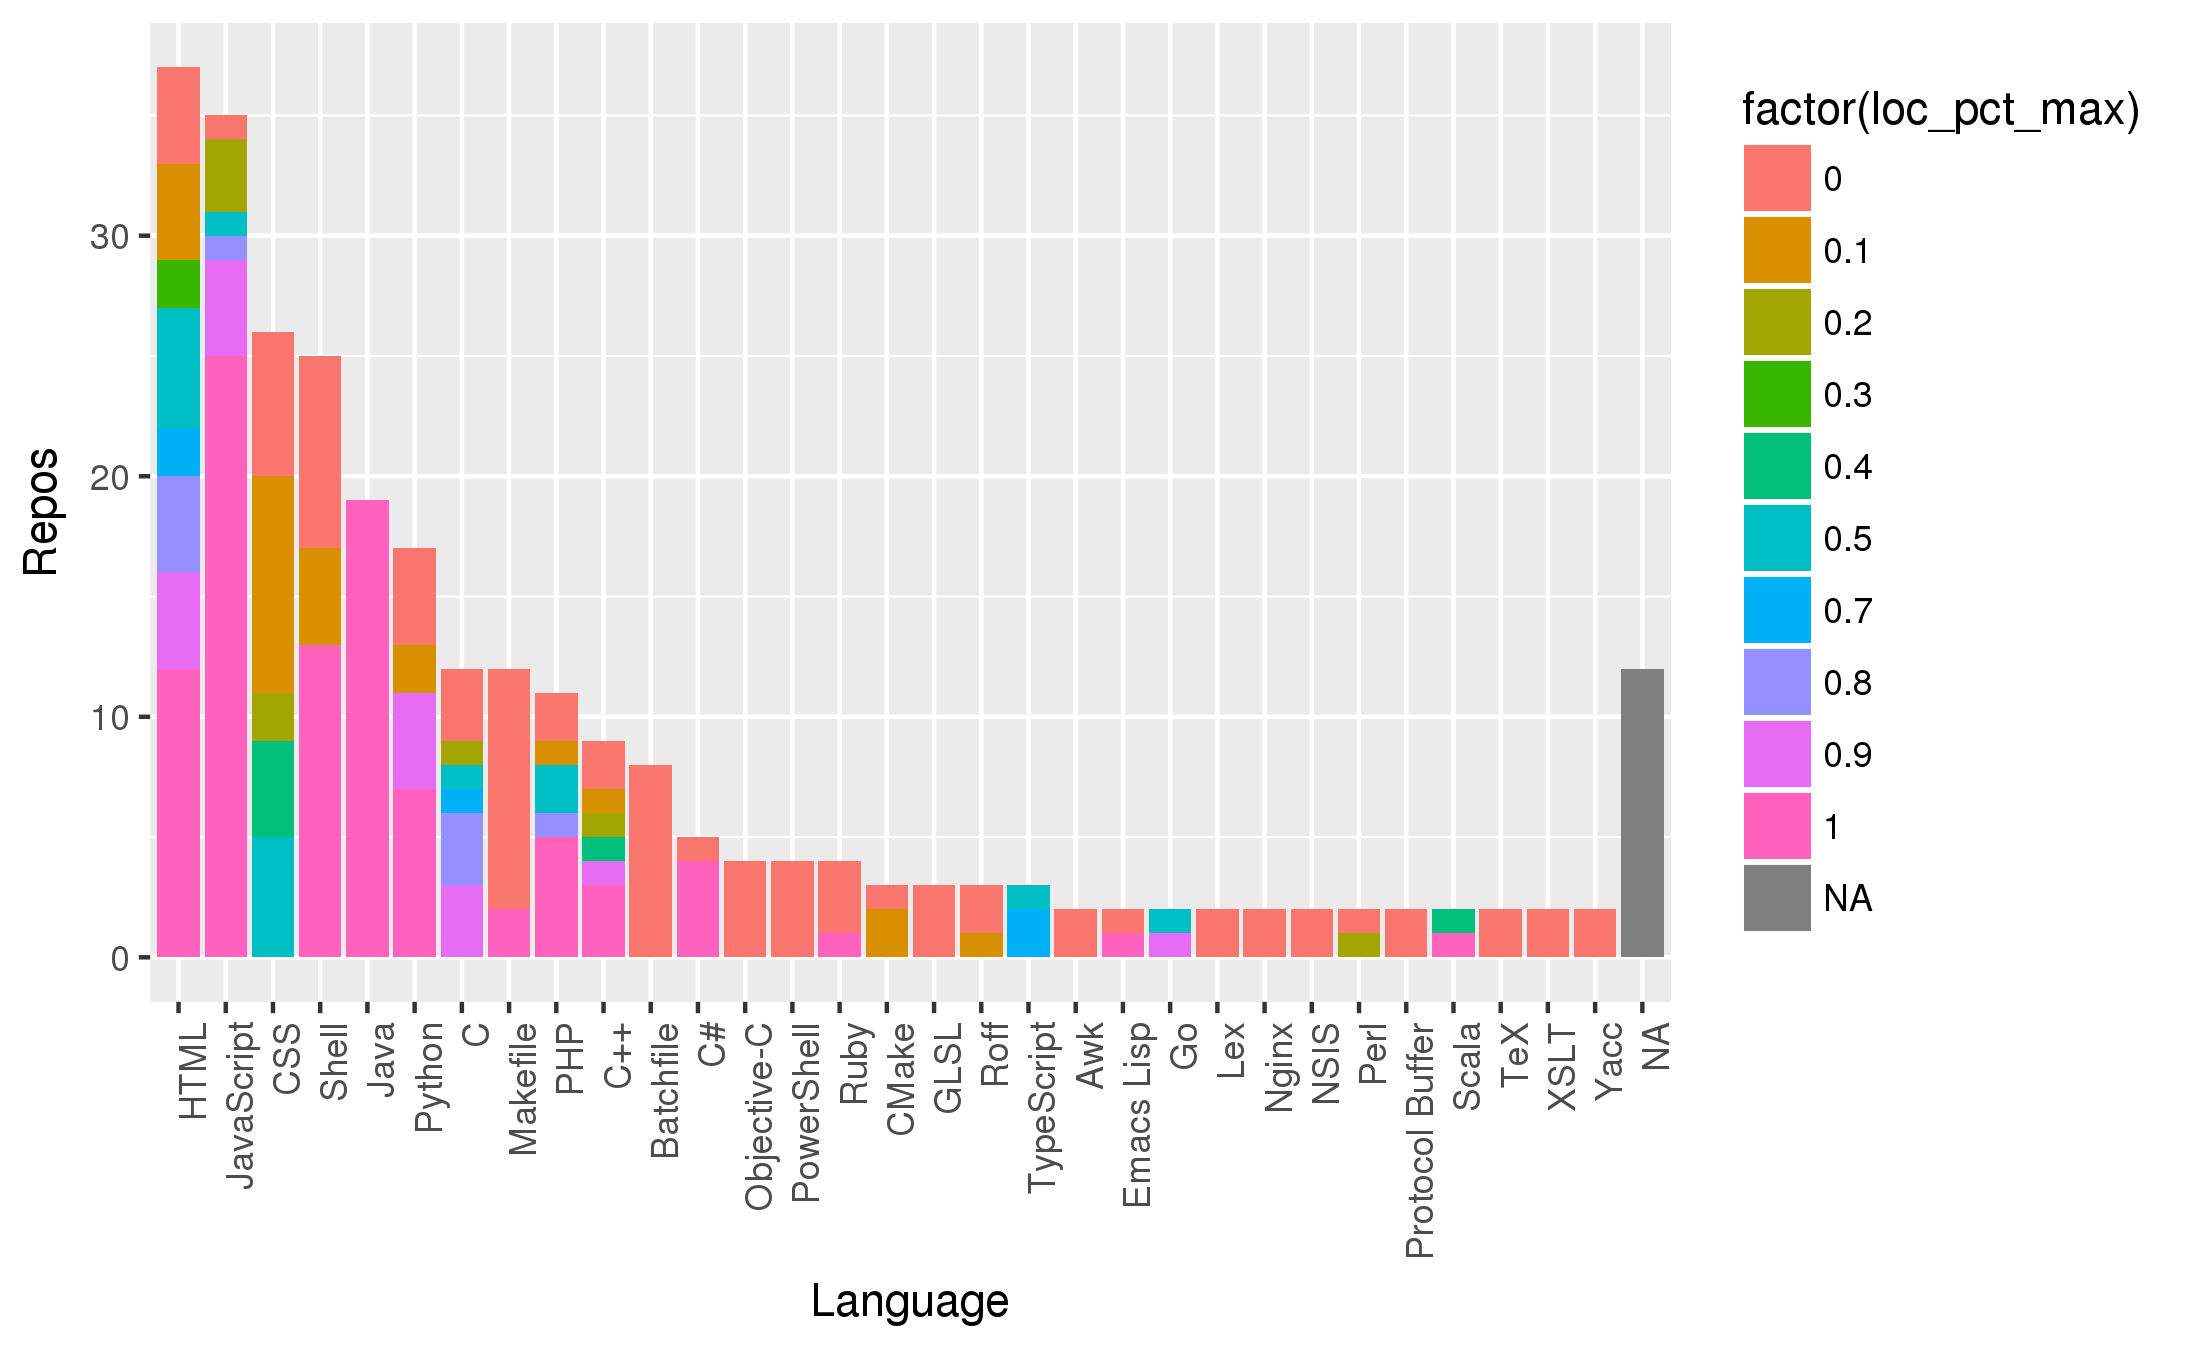 factor(loc_pct_max)
0
0.1
0.2
0.3
0.4
0.5
0.7
0.8
0.9
1
NA
Repos
30
20
10
0
HTML
JavaScript
CSS
Shell
Java
Python
C
Makefile
PHP
C++
Batchfile
C#
Objective-C
PowerShell
Ruby
CMake
GLSL
Roff
TypeScript
Awk
Emacs Lisp
Go
Lex
Nginx
NSIS
Perl
Protocol Buffer
Scala
TeX
XSLT
Yacc
NA
Language